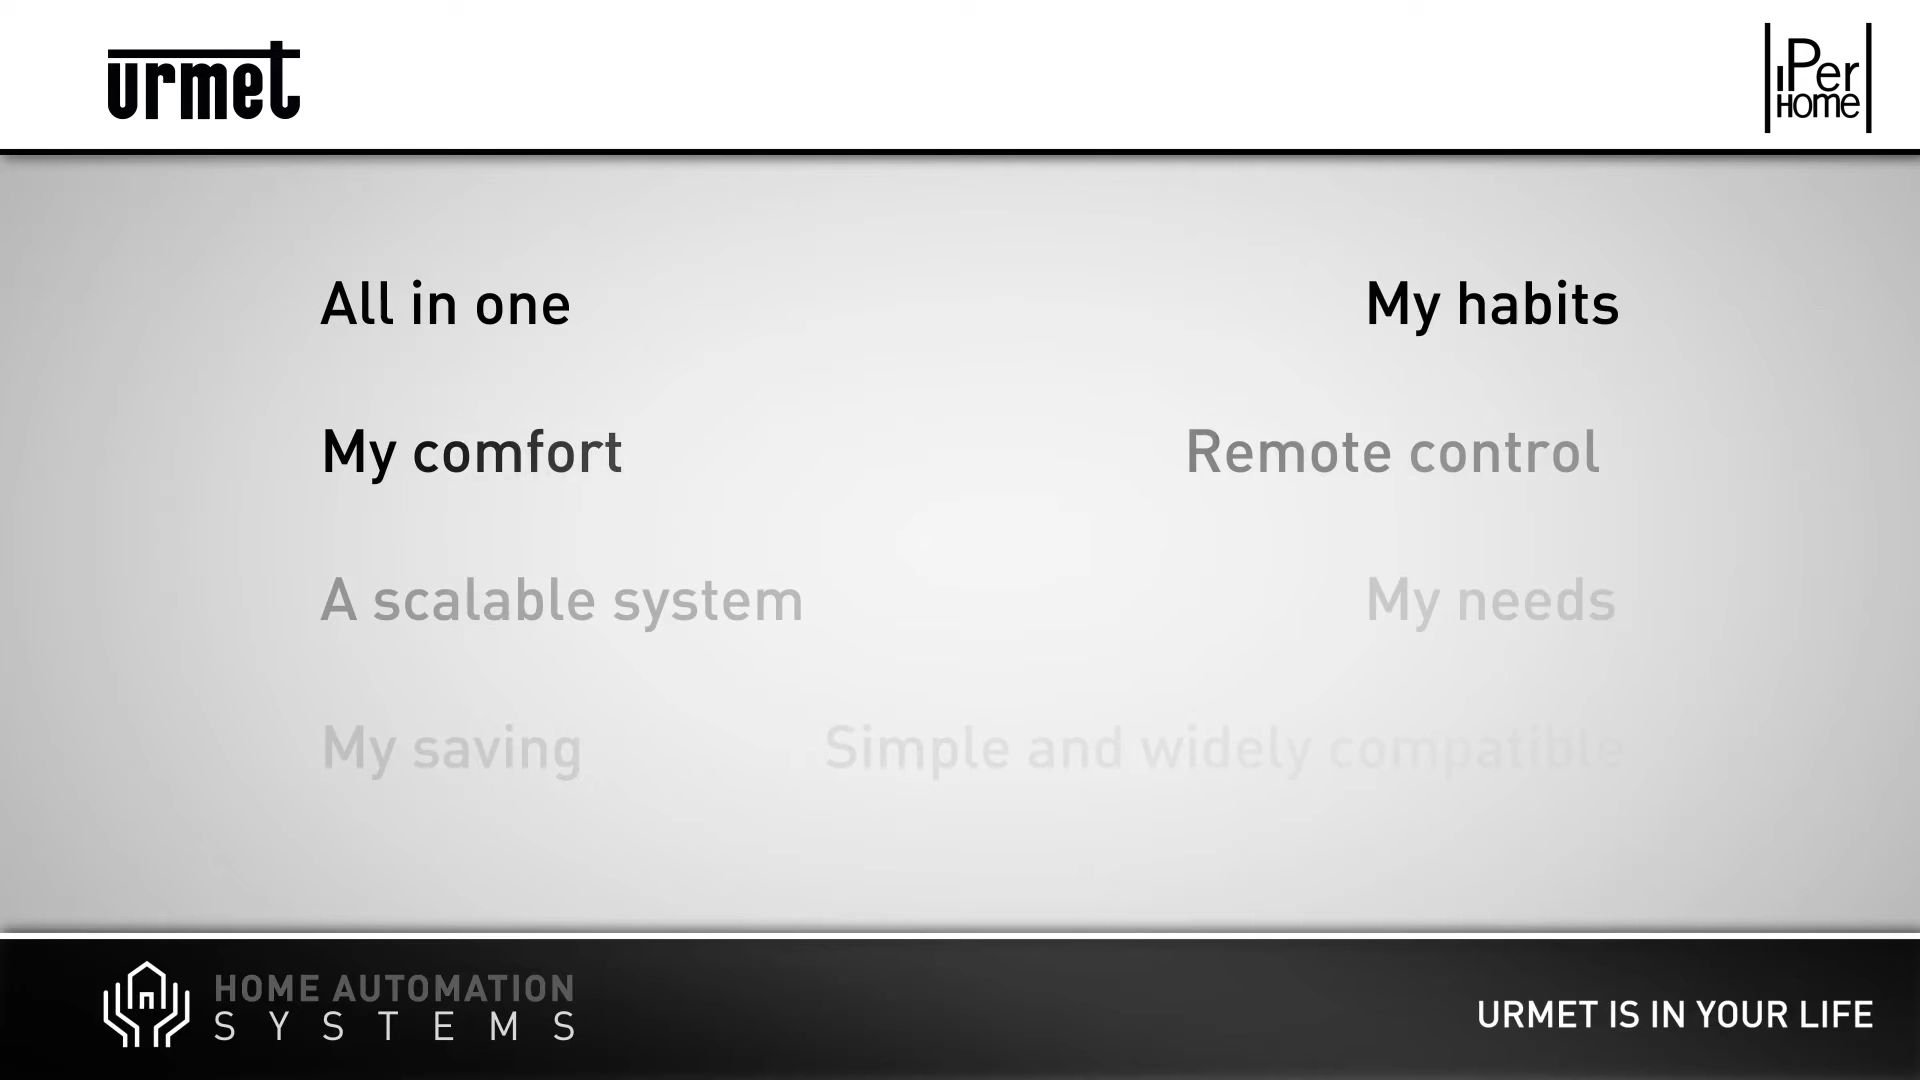 urmet
iPer
Home
All in one
My habits
My comfort
Remote control
A scalable system
My needs
My saving
Simple and widely compatible
HOME AUTOMATION
SYSTEMS
URMET IS IN YOUR LIFE